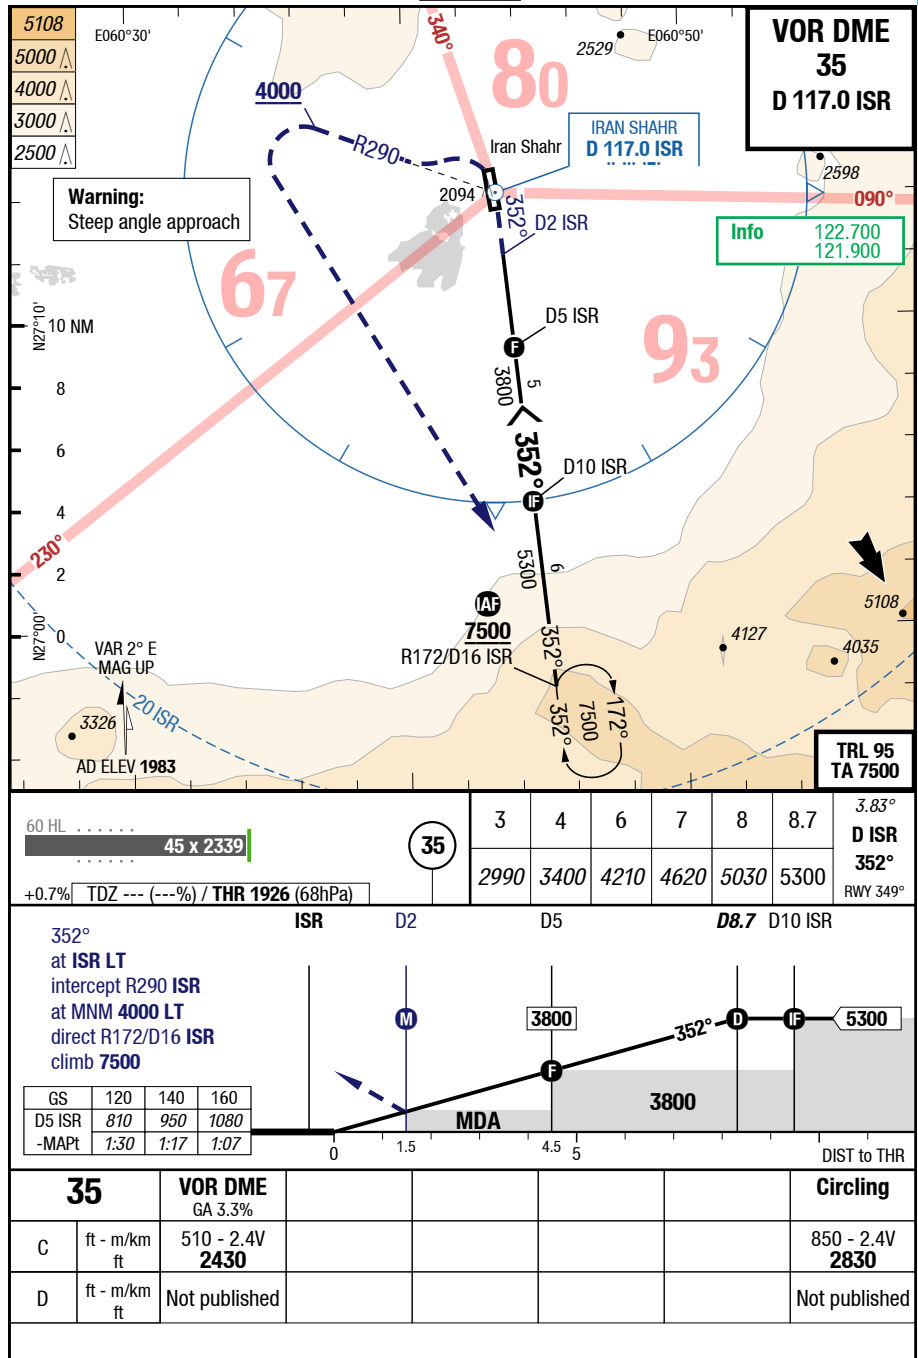 5108
5000
4000
3000
2500
E060°30'
340°
80
2529
E060°50'
VOR DME
35
D 117.0 ISR
4000
R290
Iran Shahr
IRAN SHAHR
D 117.0 ISR
2598
Warning:
Steep angle approach
2094
352°
D2 ISR
090°
Info 122.700
121.900
67
N27°10'
10 NM
D5 ISR
93
8
3800
5
6
352°
D10 ISR
4
230°
2
5300
6
IAF
7500
5108
N27°00'
0
352°
4127
4035
VAR 2° E
MAG UP
R172/D16 ISR
F
IF
20 ISR
3326
352°
7500
172°
AD ELEV 1983
TRL 95
TA 7500
60 HL
45 x 2339
35
+0.7%
TDZ --- (---%) / THR 1926 (68hPa)
3 4 6 7 8 8.7
2990 3400 4210 4620 5030 5300
3.83°
D ISR
352°
RWY 349°
ISR D2 D5 D8.7 D10 ISR
352°
at ISR LT
intercept R290 ISR
at MNM 4000 LT
direct R172/D16 ISR
climb 7500
M
3800
352°
D
IF
5300
F
3800
MDA
GS 120 140 160
D5 ISR 810 950 1080
-MAPt 1:30 1:17 1:07
0 1.5 4.5 5 DIST to THR
35 VOR DME Circling
GA 3.3%
C ft - m/km 510 - 2.4V 850 - 2.4V
ft 2430 2830
D ft - m/km Not published Not published
ft